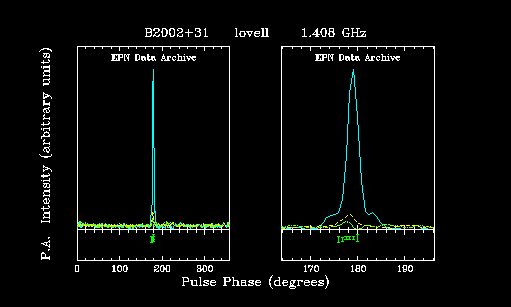 B2002+31 lovell 1.408 GHz
EPN Data Archive EPN Data Archive
P.A. Intensity (arbitrary units)
0 100 200 300 170 180 190
Pulse Phase (degrees)